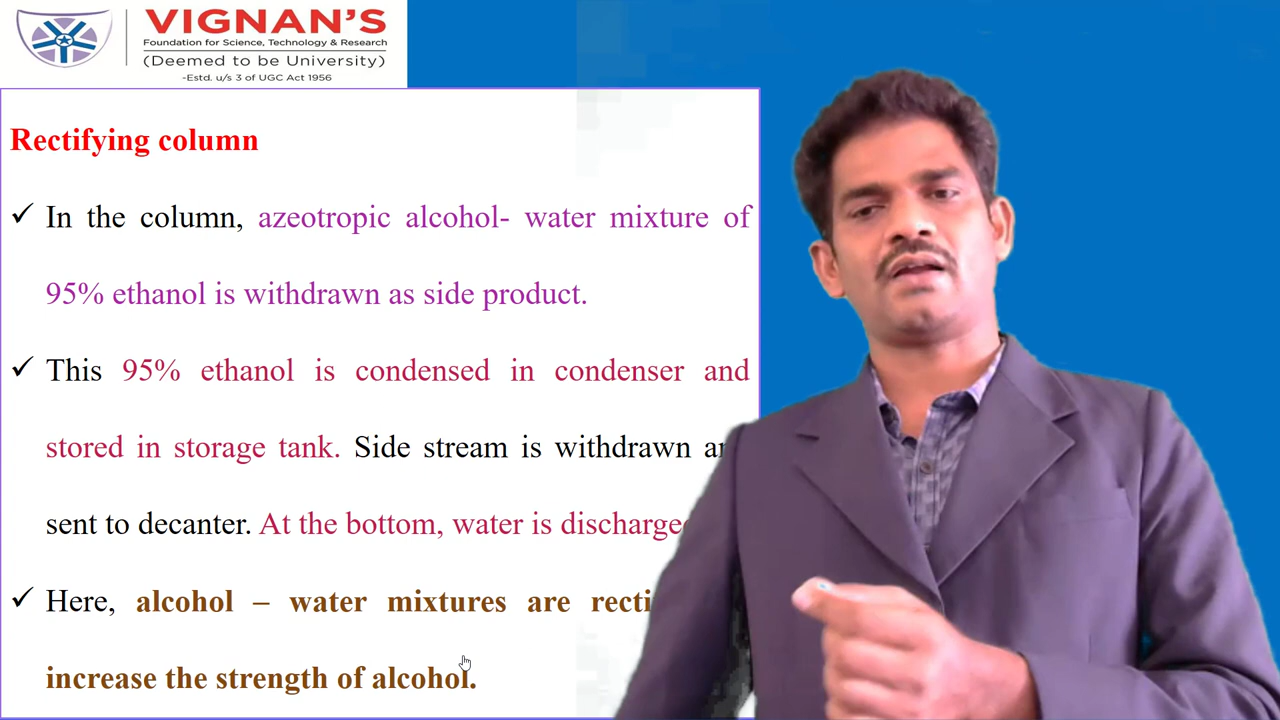 VIGNAN'S
Foundation for Science, Technology & Research
(Deemed to be University)
-Estd. u/s 3 of UGC Act 1956
Rectifying column
✓ In the column, azeotropic alcohol- water mixture of
95% ethanol is withdrawn as side product.
✓ This 95% ethanol is condensed in condenser and
stored in storage tank. Side stream is withdrawn
sent to decanter. At the bottom, water is
✓ Here, alcohol – water mixtures are
increase the strength of alcohol.